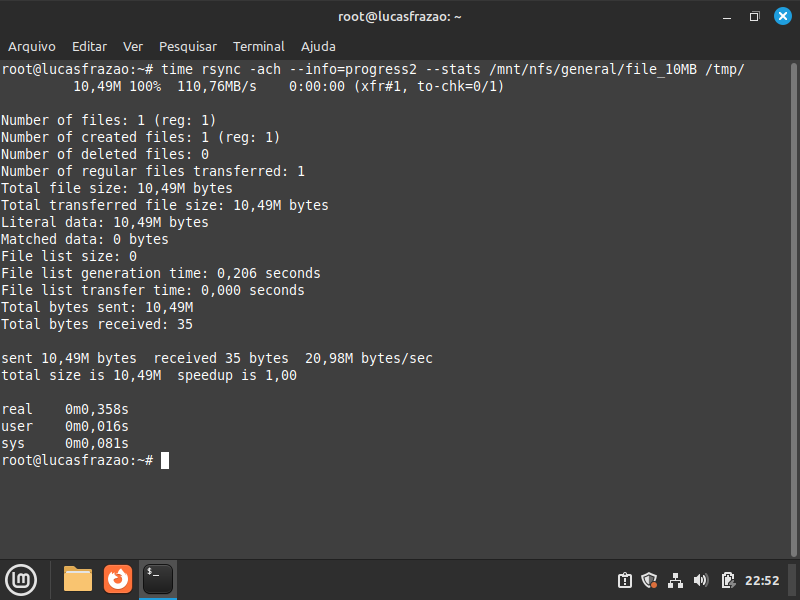 root@lucasfrazao: ~
Arquivo Editar Ver Pesquisar Terminal Ajuda
root@lucasfrazao:~# time rsync -ach --info=progress2 --stats /mnt/nfs/general/file_10MB /tmp/
10,49M 100% 110,76MB/s 0:00:00 (xfr#1, to-chk=0/1)
Number of files: 1 (reg: 1)
Number of created files: 1 (reg: 1)
Number of deleted files: 0
Number of regular files transferred: 1
Total file size: 10,49M bytes
Total transferred file size: 10,49M bytes
Literal data: 10,49M bytes
Matched data: 0 bytes
File list size: 0
File list generation time: 0,206 seconds
File list transfer time: 0,000 seconds
Total bytes sent: 10,49M
Total bytes received: 35
sent 10,49M bytes received 35 bytes 20,98M bytes/sec
total size is 10,49M speedup is 1,00
real 0m0,358s
user 0m0,016s
sys 0m0,081s
root@lucasfrazao:~#
$_
22:52